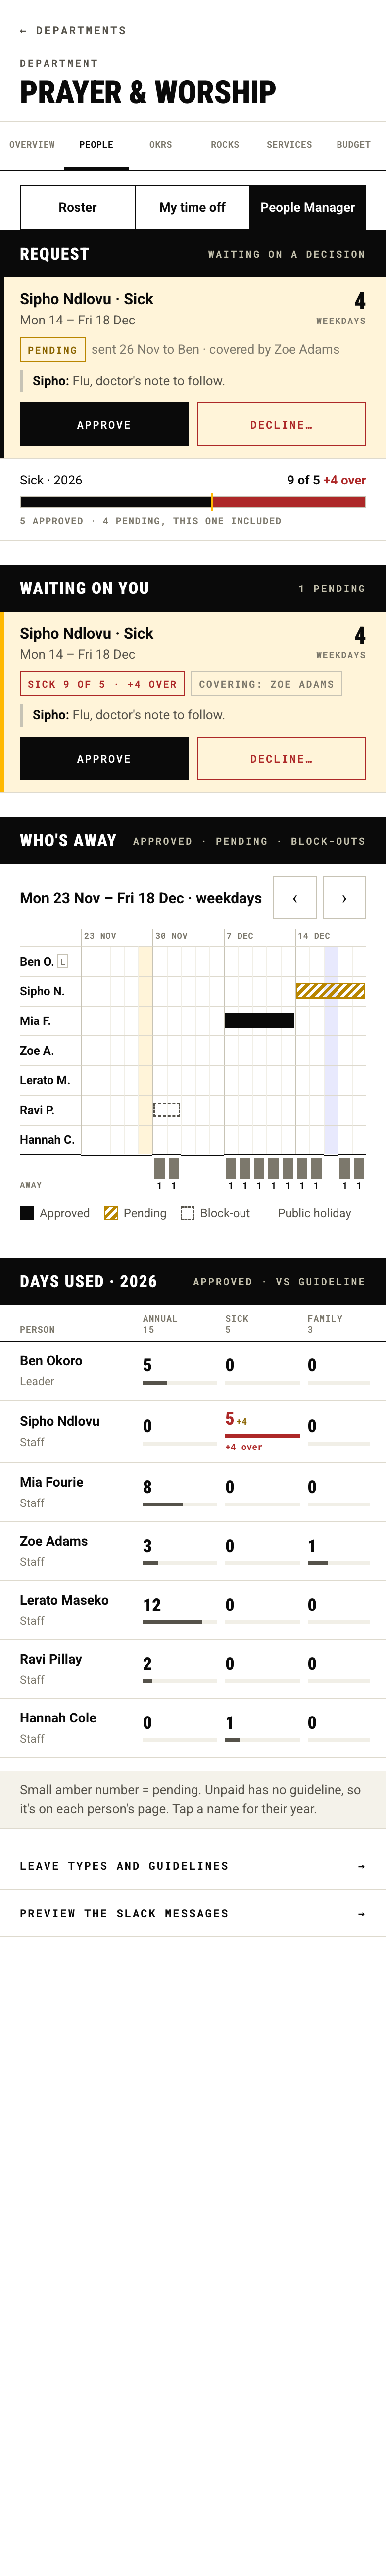 ← DEPARTMENTS
DEPARTMENT
PRAYER & WORSHIP
OVERVIEW PEOPLE OKRS ROCKS SERVICES BUDGET
Roster My time off People Manager
REQUEST WAITING ON A DECISION
Sipho Ndlovu · Sick 4
Mon 14 – Fri 18 Dec WEEKDAYS
PENDING sent 26 Nov to Ben · covered by Zoe Adams
Sipho: Flu, doctor's note to follow.
APPROVE DECLINE…
Sick · 2026 9 of 5 +4 over
5 APPROVED · 4 PENDING, THIS ONE INCLUDED
WAITING ON YOU 1 PENDING
Sipho Ndlovu · Sick 4
Mon 14 – Fri 18 Dec WEEKDAYS
SICK 9 OF 5 · +4 OVER COVERING: ZOE ADAMS
Sipho: Flu, doctor's note to follow.
APPROVE DECLINE…
WHO'S AWAY APPROVED · PENDING · BLOCK-OUTS
Mon 23 Nov – Fri 18 Dec · weekdays ‹ ›
23 NOV 30 NOV 7 DEC 14 DEC
Ben O. L
Sipho N.
Mia F.
Zoe A.
Lerato M.
Ravi P.
Hannah C.
AWAY 1 1 1 1 1 1 1 1 1 1 1
Approved Pending Block-out Public holiday
DAYS USED · 2026 APPROVED · VS GUIDELINE
PERSON ANNUAL 15 SICK 5 FAMILY 3
Ben Okoro 5 0 0
Leader
Sipho Ndlovu 0 5 +4 0
Staff +4 over
Mia Fourie 8 0 0
Staff
Zoe Adams 3 0 1
Staff
Lerato Maseko 12 0 0
Staff
Ravi Pillay 2 0 0
Staff
Hannah Cole 0 1 0
Staff
Small amber number = pending. Unpaid has no guideline, so
it's on each person's page. Tap a name for their year.
LEAVE TYPES AND GUIDELINES →
PREVIEW THE SLACK MESSAGES →